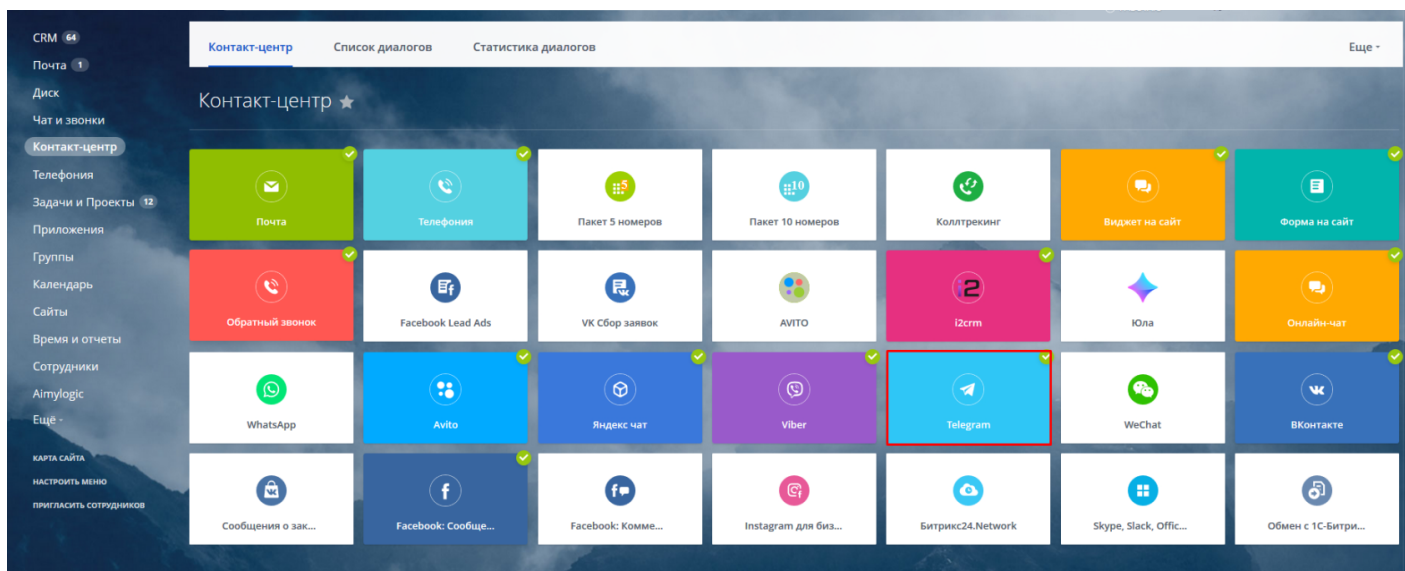 CRM 64
Почта 1
Диск
Чат и звонки
Контакт-центр
Телефония
Задачи и Проекты 12
Приложения
Группы
Календарь
Сайты
Время и отчеты
Сотрудники
Aimylogic
Ещё -
КАРТА САЙТА
НАСТРОИТЬ МЕНЮ
ПРИГЛАСИТЬ СОТРУДНИКОВ
Контакт-центр Список диалогов Статистика диалогов Еще -
Контакт-центр
5 10
Почта Телефония Пакет 5 номеров Пакет 10 номеров Коллтрекинг Виджет на сайт Форма на сайт
i2
Обратный звонок Facebook Lead Ads VK Сбор заявок AVITO i2crm Юла Онлайн-чат
WhatsApp Avito Яндекс чат Viber Telegram WeChat ВКонтакте
Сообщения о зак... Facebook: Сообще... Facebook: Комме... Instagram для биз... Битрикс24.Network Skype, Slack, Offic... Обмен с 1С-Битри...